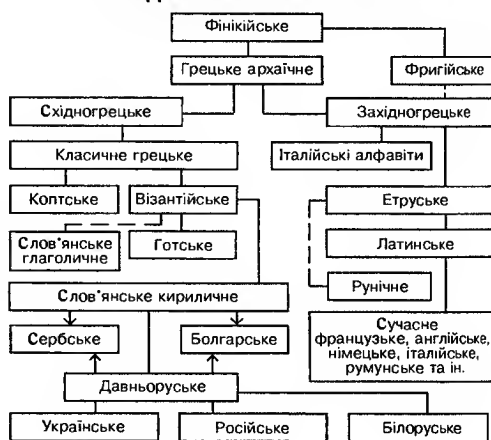 Фінікійське
Грецьке архаїчне
Фригійське
Східногрецьке
Західногрецьке
Класичне грецьке
Італійські алфавіти
Коптське
Візантійське
Етруське
Слов'янське
глаголичне
Готське
Латинське
Рунічне
Слов'янське кириличне
Сербське
Болгарське
Сучасне
французьке, англійське,
німецьке, італійське,
румунське та ін.
Давньоруське
Українське
Російське
Білоруське